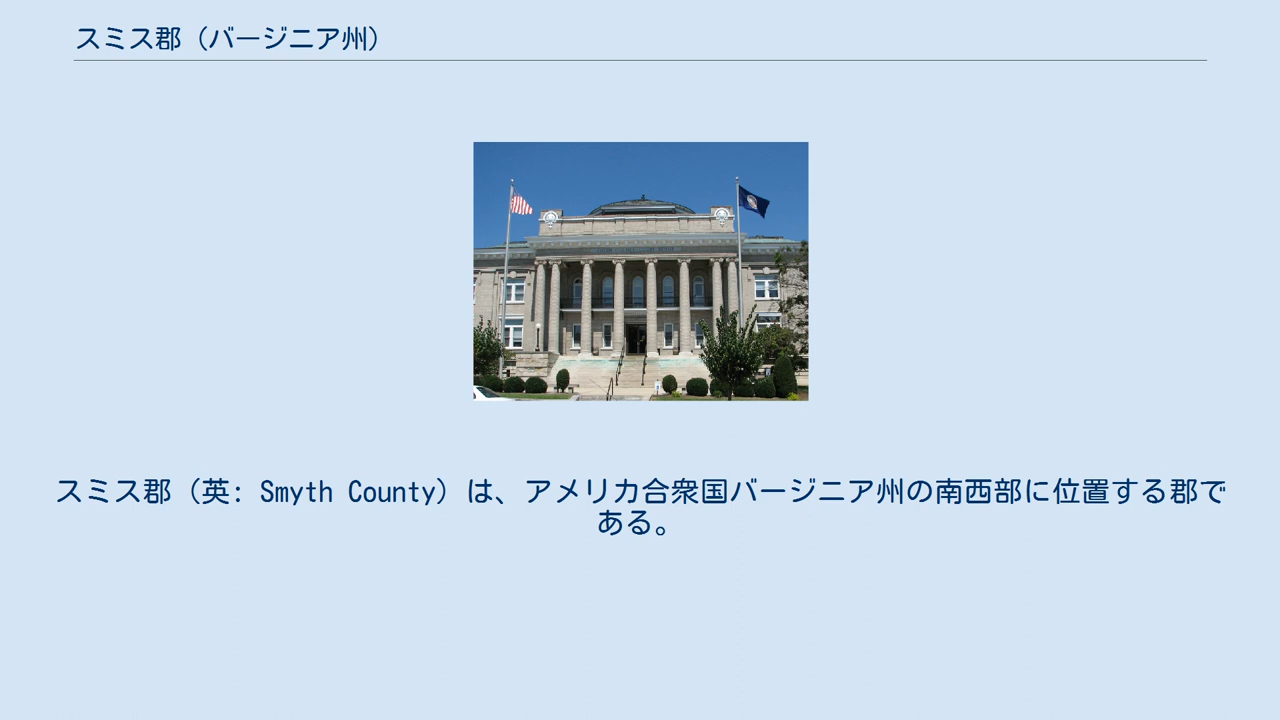 スミス郡（バージニア州）
スミス郡（英: Smyth County）は、アメリカ合衆国バージニア州の南西部に位置する郡で
ある。